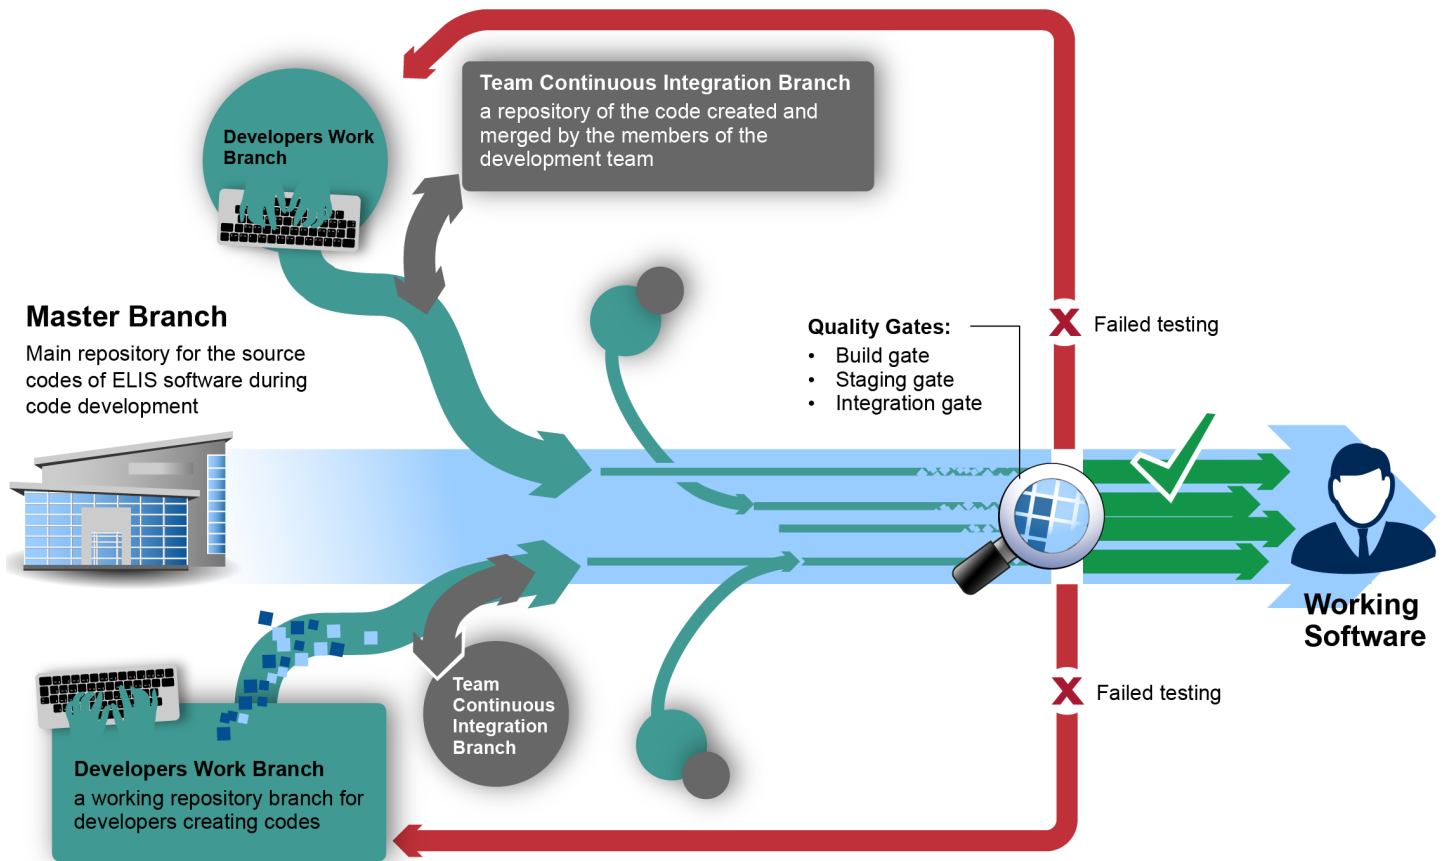 Team Continuous Integration Branch
a repository of the code created and
merged by the members of the
development team
Developers Work
Branch
Master Branch
Main repository for the source
codes of ELIS software during
code development
Quality Gates:
• Build gate
• Staging gate
• Integration gate
X Failed testing
Working
Software
X Failed testing
Team
Continuous
Integration
Branch
Developers Work Branch
a working repository branch for
developers creating codes